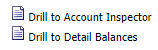 Drill to Account Inspector
Drill to Detail Balances